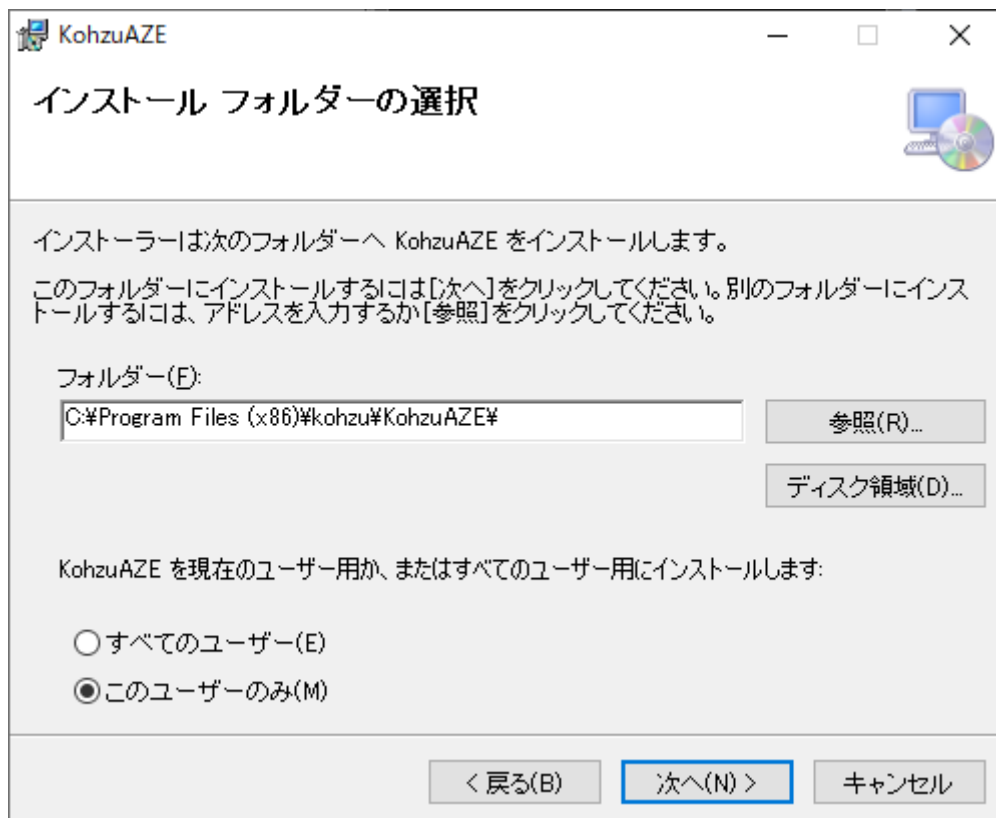 KohzuAZE
インストール フォルダーの選択
インストーラーは次のフォルダーへ KohzuAZE をインストールします。
このフォルダーにインストールするには[次へ]をクリックしてください。別のフォルダーにインス
トールするには、アドレスを入力するか[参照]をクリックしてください。
フォルダー(F):
C:¥Program Files (x86)¥kohzu¥KohzuAZE¥
参照(R)...
ディスク領域(D)...
KohzuAZE を現在のユーザー用か、またはすべてのユーザー用にインストールします:
すべてのユーザー(E)
このユーザーのみ(M)
< 戻る(B)
次へ(N) >
キャンセル